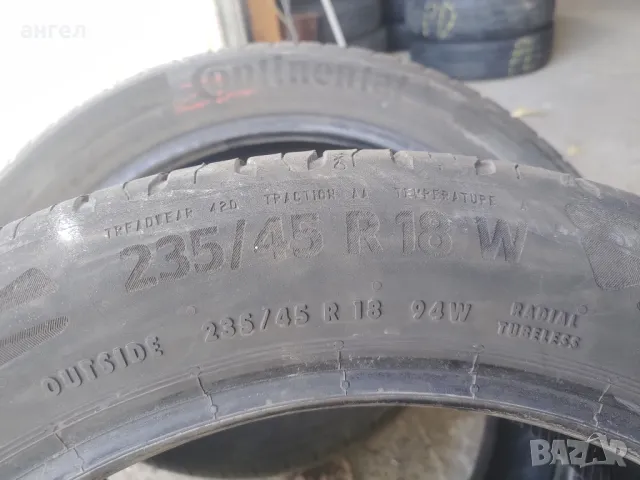 ангел
Continental
TREADWEAR 420 TRACTION AA TEMPERATURE
235/45 R 18 W
OUTSIDE 235/45 R 18 94W RADIAL TUBELESS
BAZAR